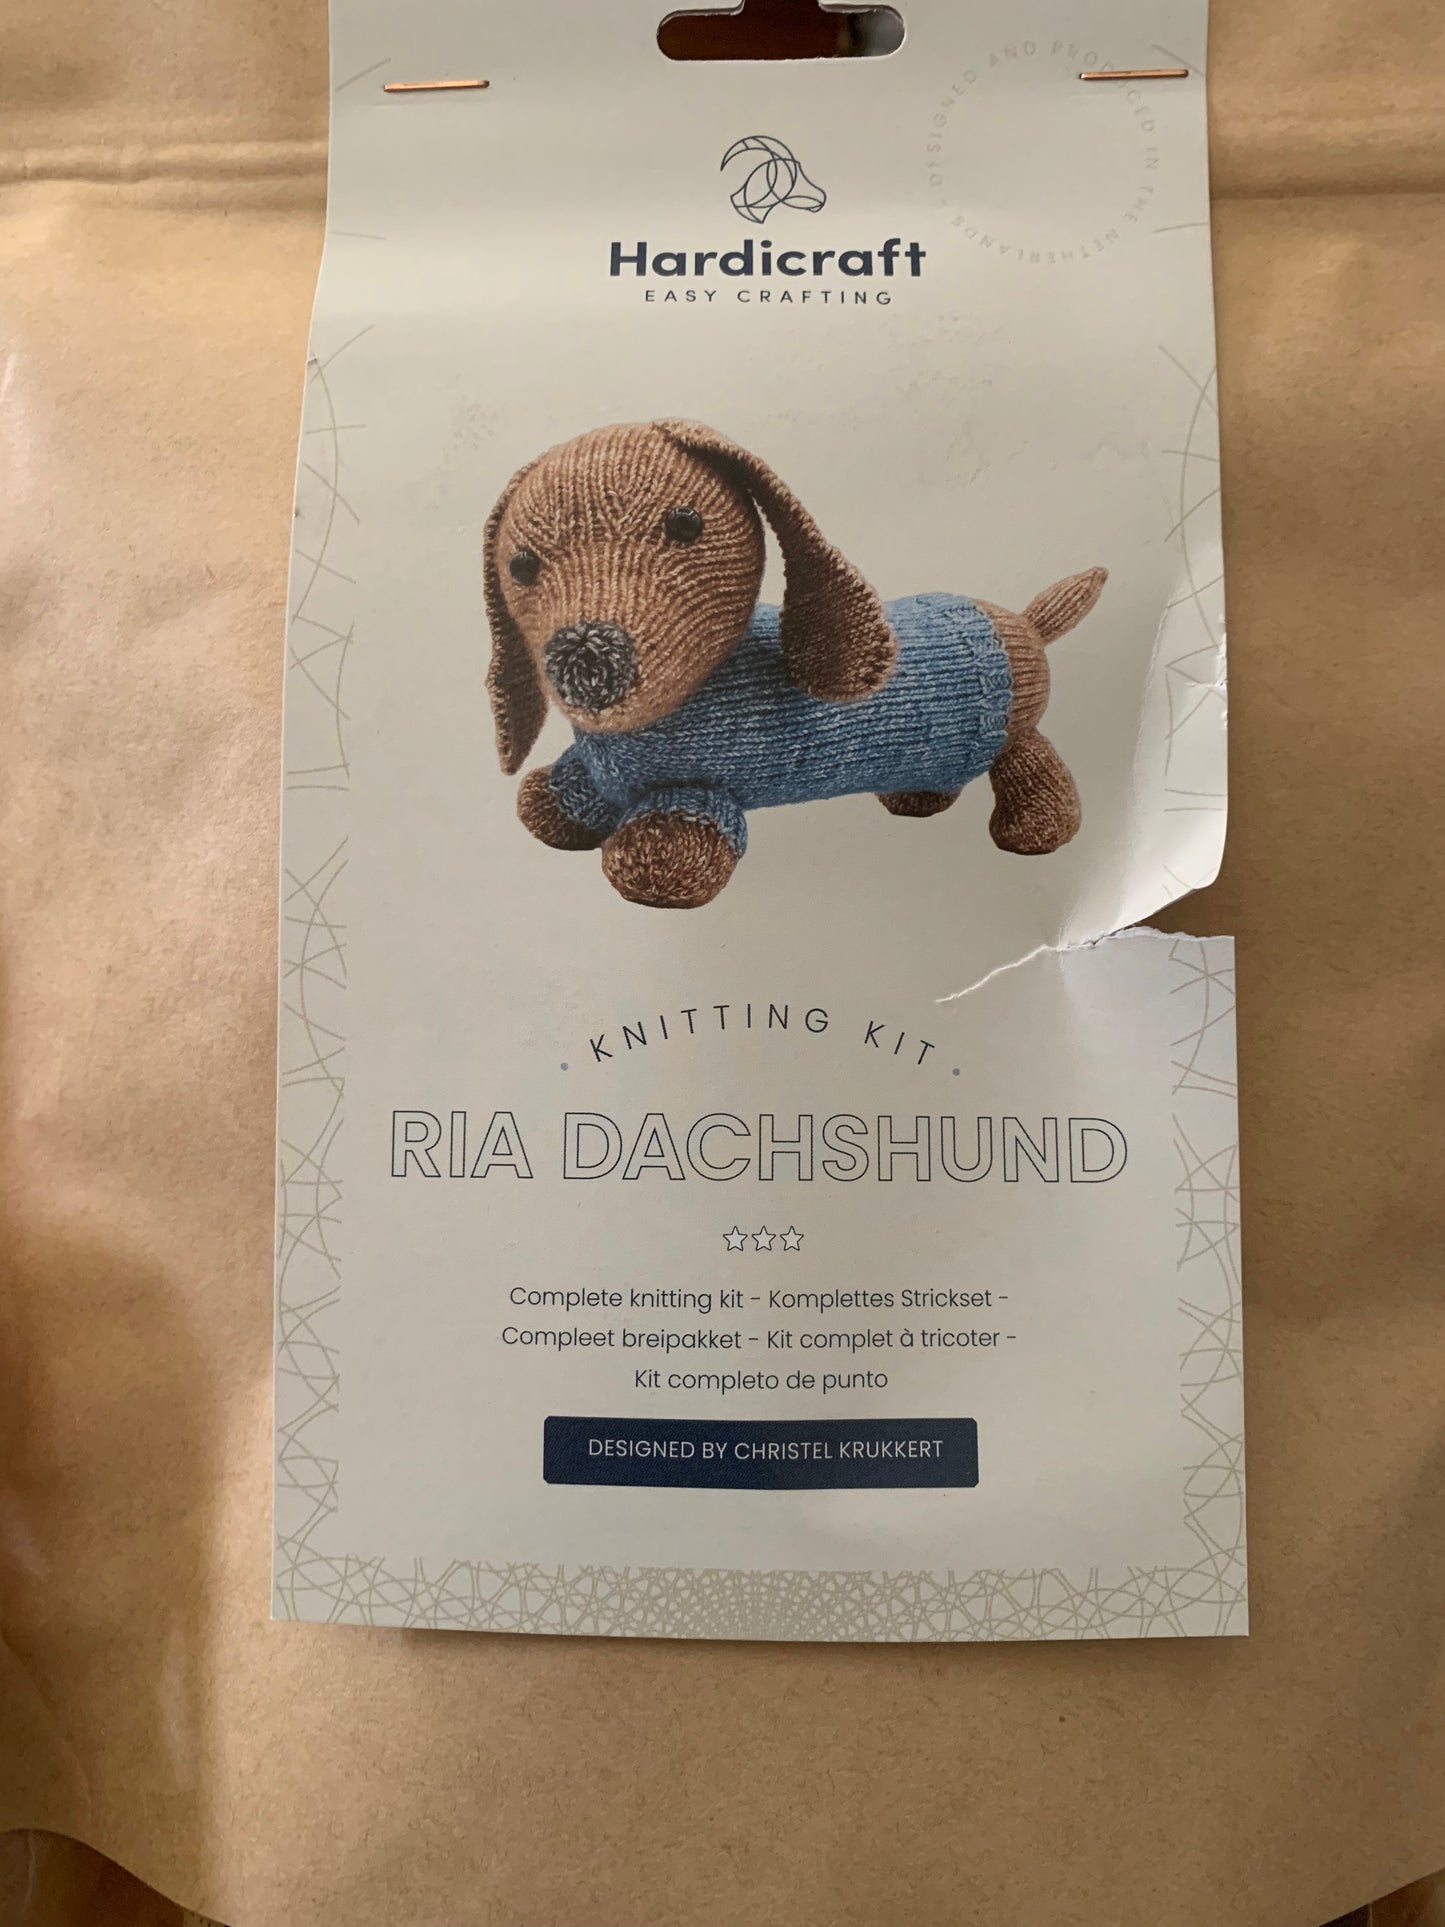 DESIGNED AND PRODUCED IN THE NETHERLANDS
Hardicraft
EASY CRAFTING
KNITTING KIT
RIA DACHSHUND
Complete knitting kit - Komplettes Strickset -
Compleet breipakket - Kit complet à tricoter -
Kit completo de punto
DESIGNED BY CHRISTEL KRUKKERT